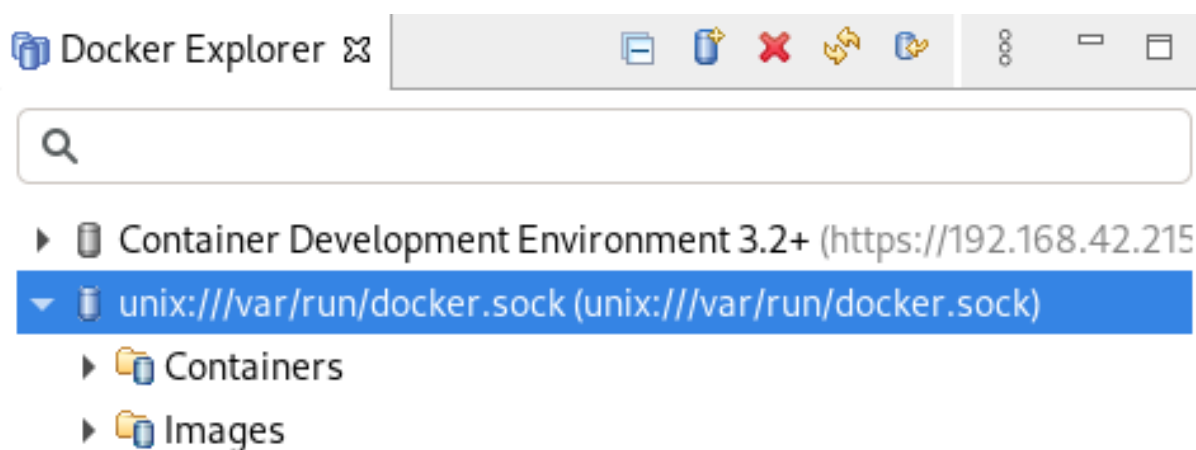 Docker Explorer
Container Development Environment 3.2+ (https://192.168.42.215
unix:///var/run/docker.sock (unix:///var/run/docker.sock)
Containers
Images